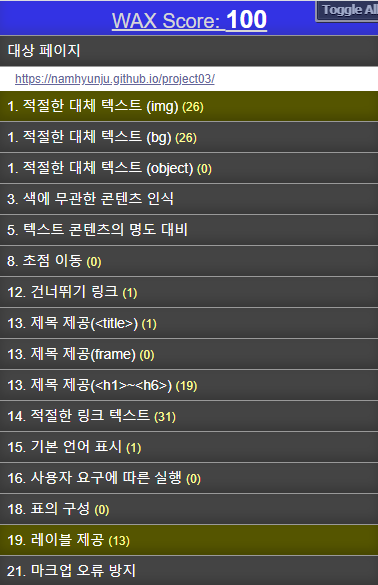 WAX Score: 100
Toggle All
대상 페이지
https://namhyunju.github.io/project03/
1. 적절한 대체 텍스트 (img) (26)
1. 적절한 대체 텍스트 (bg) (26)
1. 적절한 대체 텍스트 (object) (0)
3. 색에 무관한 콘텐츠 인식
5. 텍스트 콘텐츠의 명도 대비
8. 초점 이동 (0)
12. 건너뛰기 링크 (1)
13. 제목 제공(<title>) (1)
13. 제목 제공(frame) (0)
13. 제목 제공(<h1>~<h6>) (19)
14. 적절한 링크 텍스트 (31)
15. 기본 언어 표시 (1)
16. 사용자 요구에 따른 실행 (0)
18. 표의 구성 (0)
19. 레이블 제공 (13)
21. 마크업 오류 방지